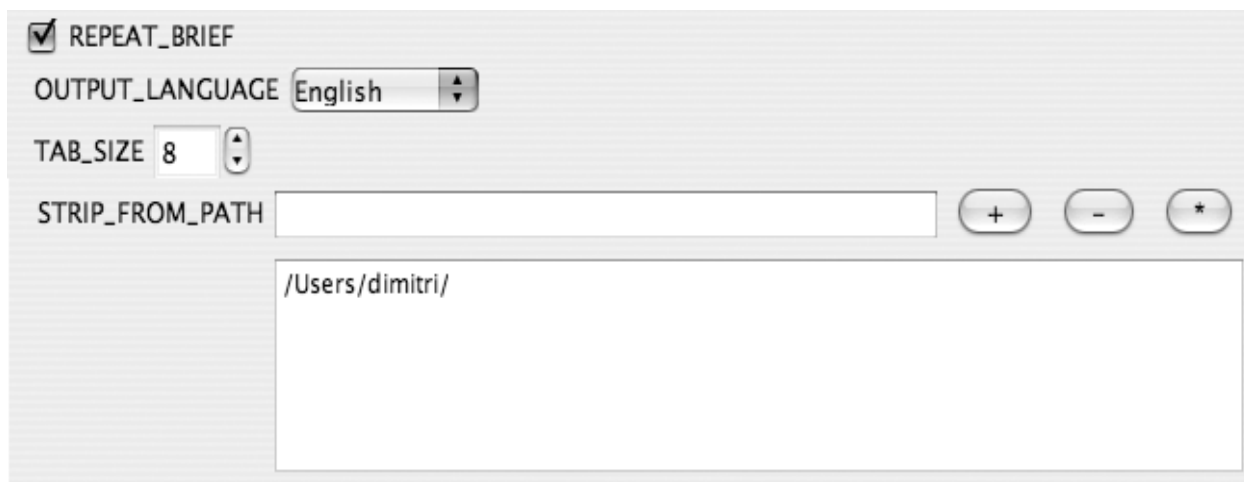 REPEAT_BRIEF
OUTPUT_LANGUAGE English
TAB_SIZE 8
STRIP_FROM_PATH + - *
/Users/dimitri/